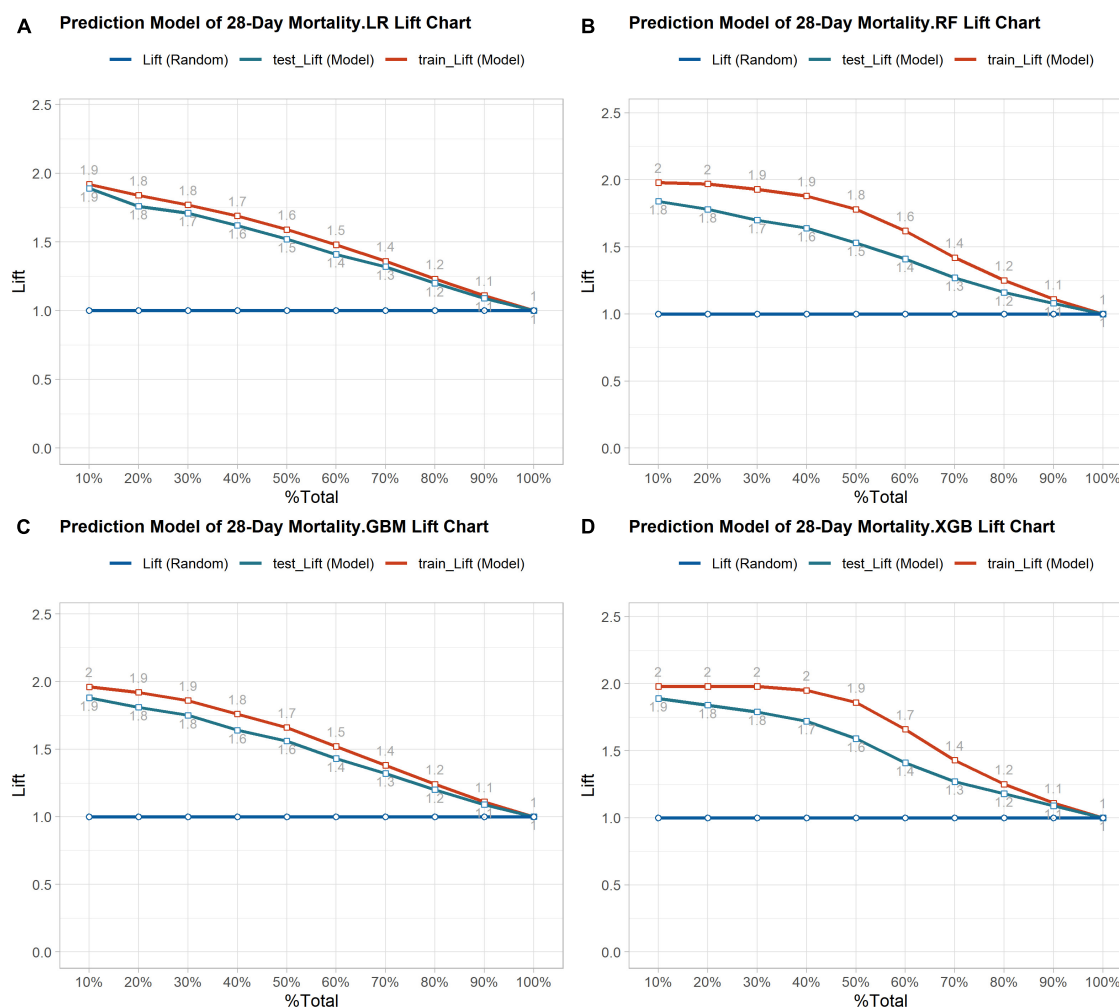 A Prediction Model of 28-Day Mortality.LR Lift Chart
Lift (Random) test_Lift (Model) train_Lift (Model)
2.5
2.0
1.5
1.0
0.5
0.0
Lift
1.9 1.8 1.8 1.7 1.6 1.5 1.4 1.2 1.1 1
1.9 1.8 1.7 1.6 1.5 1.4 1.3 1.2 1.1 1
10% 20% 30% 40% 50% 60% 70% 80% 90% 100%
%Total
B Prediction Model of 28-Day Mortality.RF Lift Chart
Lift (Random) test_Lift (Model) train_Lift (Model)
2.5
2.0
1.5
1.0
0.5
0.0
Lift
2 2 1.9 1.9 1.8 1.6 1.4 1.2 1.1 1
1.8 1.8 1.7 1.6 1.5 1.4 1.3 1.2 1.1 1
10% 20% 30% 40% 50% 60% 70% 80% 90% 100%
%Total
C Prediction Model of 28-Day Mortality.GBM Lift Chart
Lift (Random) test_Lift (Model) train_Lift (Model)
2.5
2.0
1.5
1.0
0.5
0.0
Lift
2 1.9 1.9 1.8 1.7 1.5 1.4 1.2 1.1 1
1.9 1.8 1.8 1.6 1.6 1.4 1.3 1.2 1.1 1
10% 20% 30% 40% 50% 60% 70% 80% 90% 100%
%Total
D Prediction Model of 28-Day Mortality.XGB Lift Chart
Lift (Random) test_Lift (Model) train_Lift (Model)
2.5
2.0
1.5
1.0
0.5
0.0
Lift
2 2 2 2 1.9 1.7 1.4 1.2 1.1 1
1.9 1.8 1.8 1.7 1.6 1.4 1.3 1.2 1.1 1
10% 20% 30% 40% 50% 60% 70% 80% 90% 100%
%Total